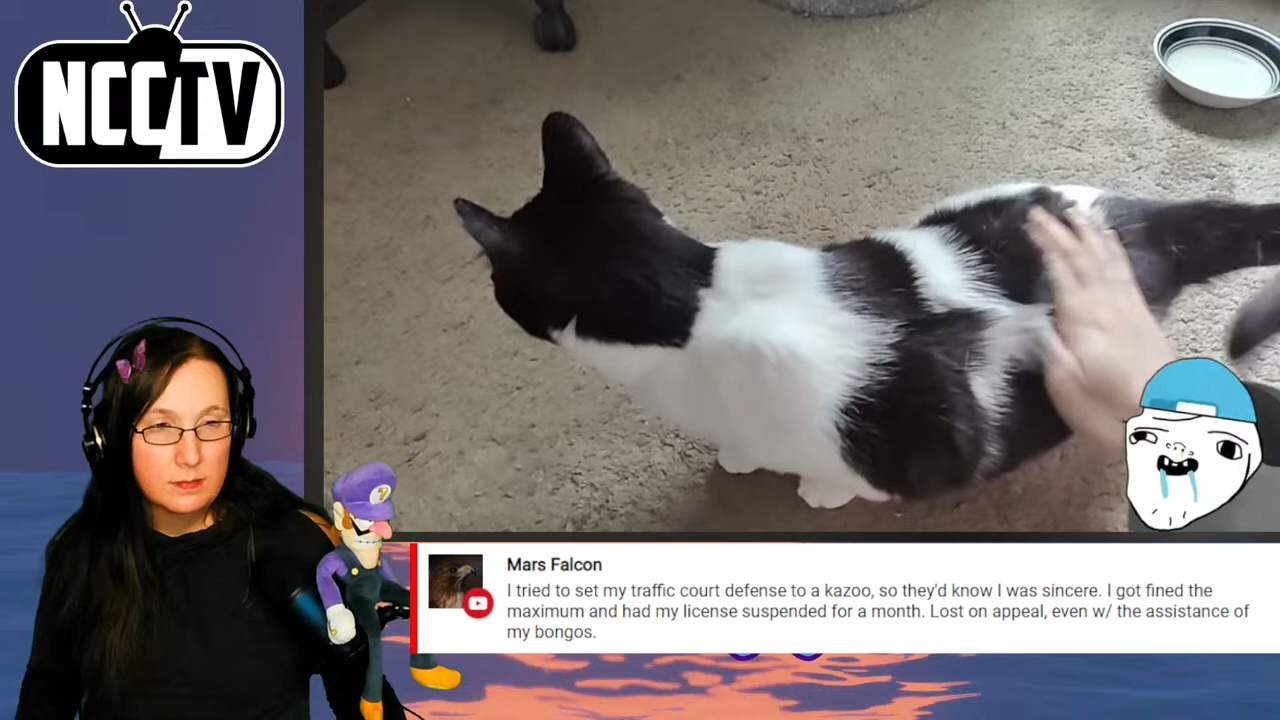 NCCTV
7
Mars Falcon
I tried to set my traffic court defense to a kazoo, so they'd know I was sincere. I got fined the
maximum and had my license suspended for a month. Lost on appeal, even w/ the assistance of
my bongos.